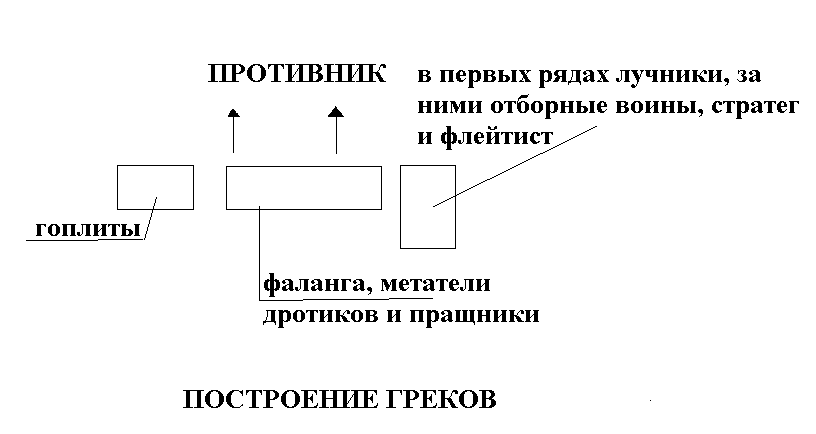 ПРОТИВНИК
в первых рядах лучники, за
ними отборные воины, стратег
и флейтист
гоплиты
фаланга, метатели
дротиков и пращники
ПОСТРОЕНИЕ ГРЕКОВ